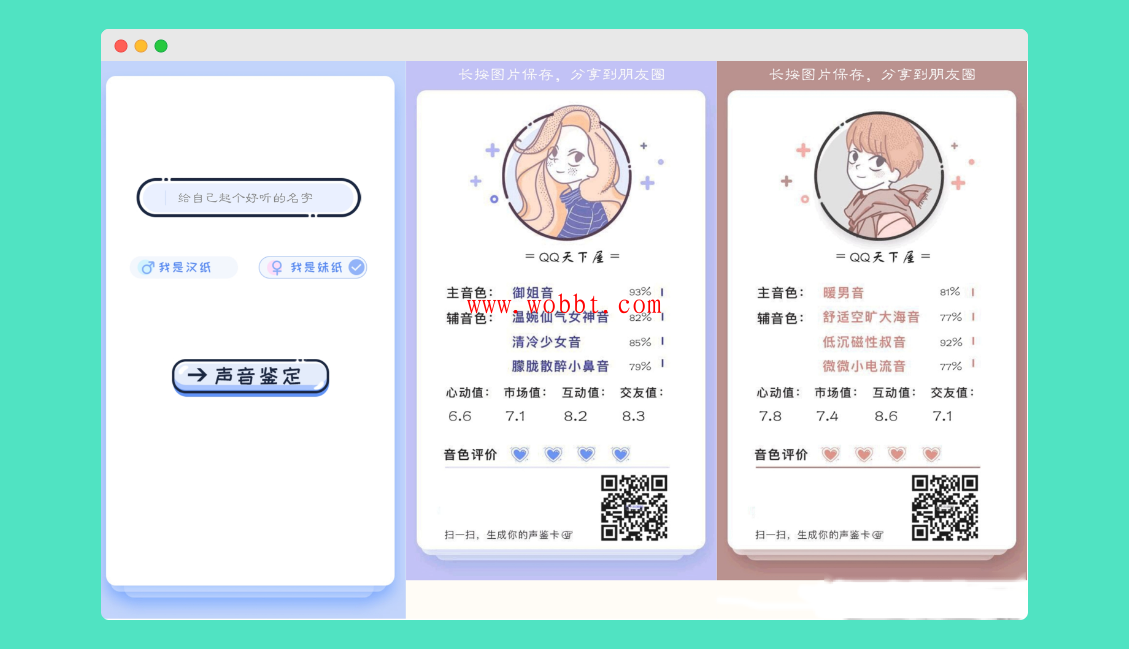 给自己起个好听的名字
我是汉纸
我是妹纸
声音鉴定
长按图片保存，分享到朋友圈
=QQ天下屋=
主音色： 御姐音 93%
www.wobbt.com
辅音色： 温婉仙气女神音 82%
清冷少女音 85%
朦胧微醉小鼻音 79%
心动值： 市场值： 互动值： 交友值：
6.6 7.1 8.2 8.3
音色评价
扫一扫，生成你的声鉴卡
长按图片保存，分享到朋友圈
=QQ天下屋=
主音色： 暖男音 81%
辅音色： 舒适空旷大海音 77%
低沉磁性叔音 92%
微微小电流音 77%
心动值： 市场值： 互动值： 交友值：
7.8 7.4 8.6 7.1
音色评价
扫一扫，生成你的声鉴卡